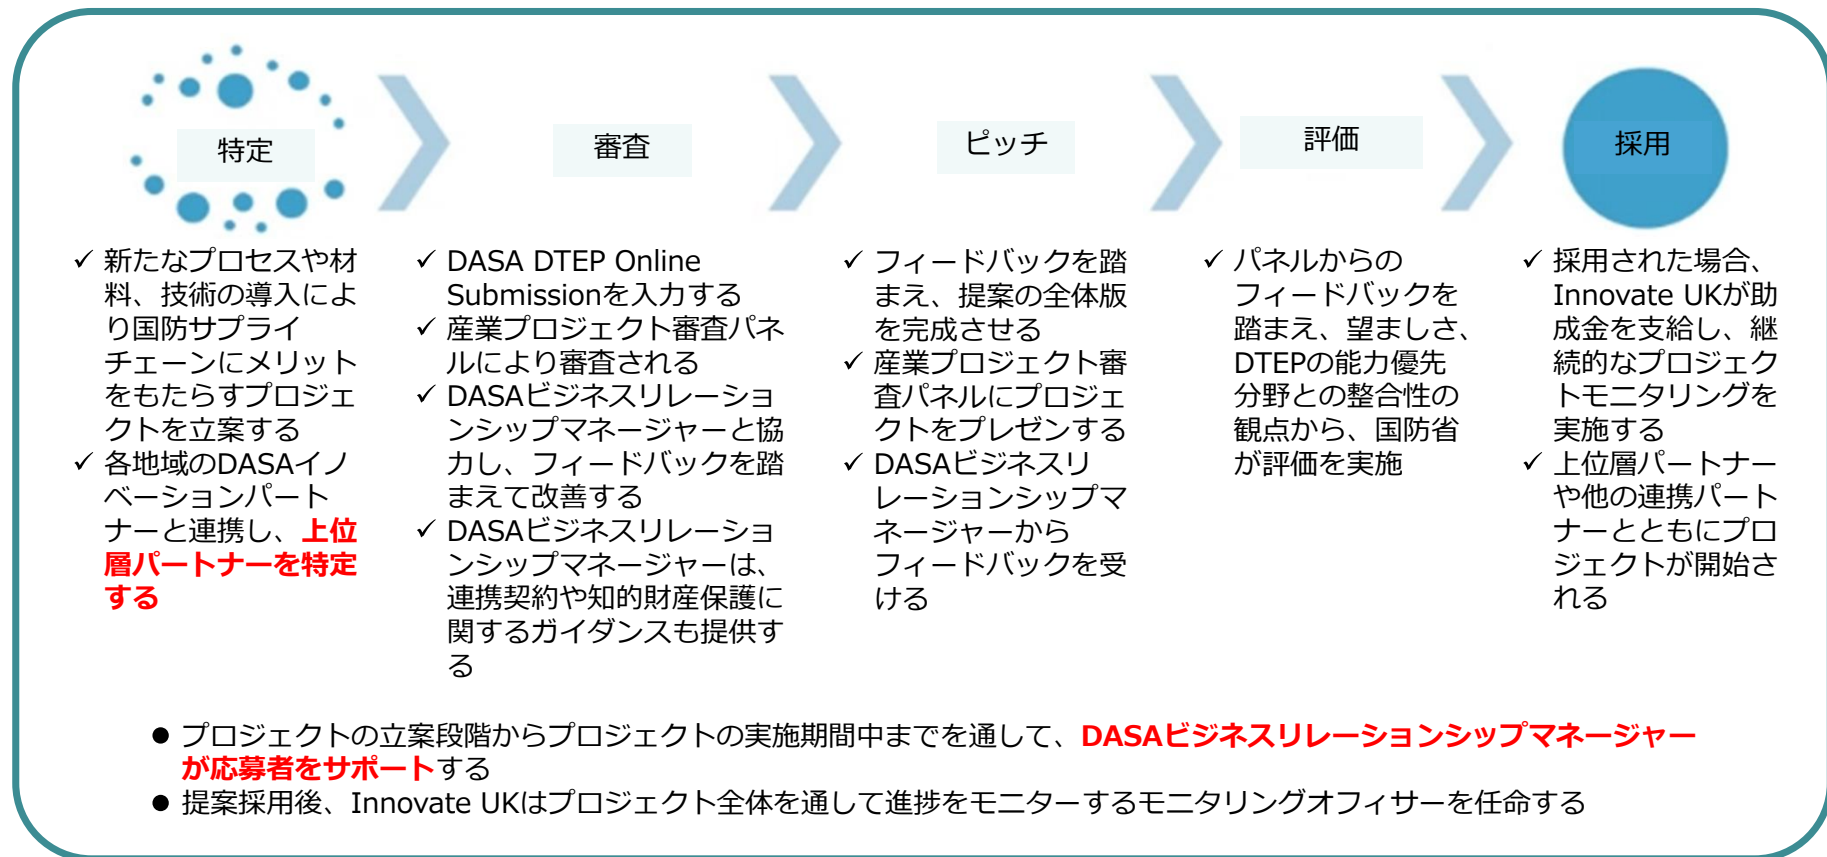 特定
審査
ピッチ
評価
採用
✓ 新たなプロセスや材
料、技術の導入によ
り国防サプライ
チェーンにメリット
をもたらすプロジェ
クトを立案する
✓ 各地域のDASAイノ
ベーションパート
ナーと連携し、上位
層パートナーを特定
する
✓ DASA DTEP Online
Submissionを入力する
✓ 産業プロジェクト審査パネ
ルにより審査される
✓ DASAビジネスリレーショ
ンシップマネージャーと協
力し、フィードバックを踏
まえて改善する
✓ DASAビジネスリレーショ
ンシップマネージャーは、
連携契約や知的財産保護に
関するガイダンスも提供す
る
✓ フィードバックを踏
まえ、提案の全体版
を完成させる
✓ 産業プロジェクト審
査パネルにプロジェ
クトをプレゼンする
✓ DASAビジネスリ
レーションシップマ
ネージャーから
フィードバックを受
ける
✓ パネルからの
フィードバックを
踏まえ、望ましさ、
DTEPの能力優先
分野との整合性の
観点から、国防省
が評価を実施
✓ 採用された場合、
Innovate UKが助
成金を支給し、継
続的なプロジェク
トモニタリングを
実施する
✓ 上位層パートナー
や他の連携パート
ナーとともにプロ
ジェクトが開始さ
れる
● プロジェクトの立案段階からプロジェクトの実施期間中までを通して、DASAビジネスリレーションシップマネージャー
が応募者をサポートする
● 提案採用後、Innovate UKはプロジェクト全体を通して進捗をモニターするモニタリングオフィサーを任命する